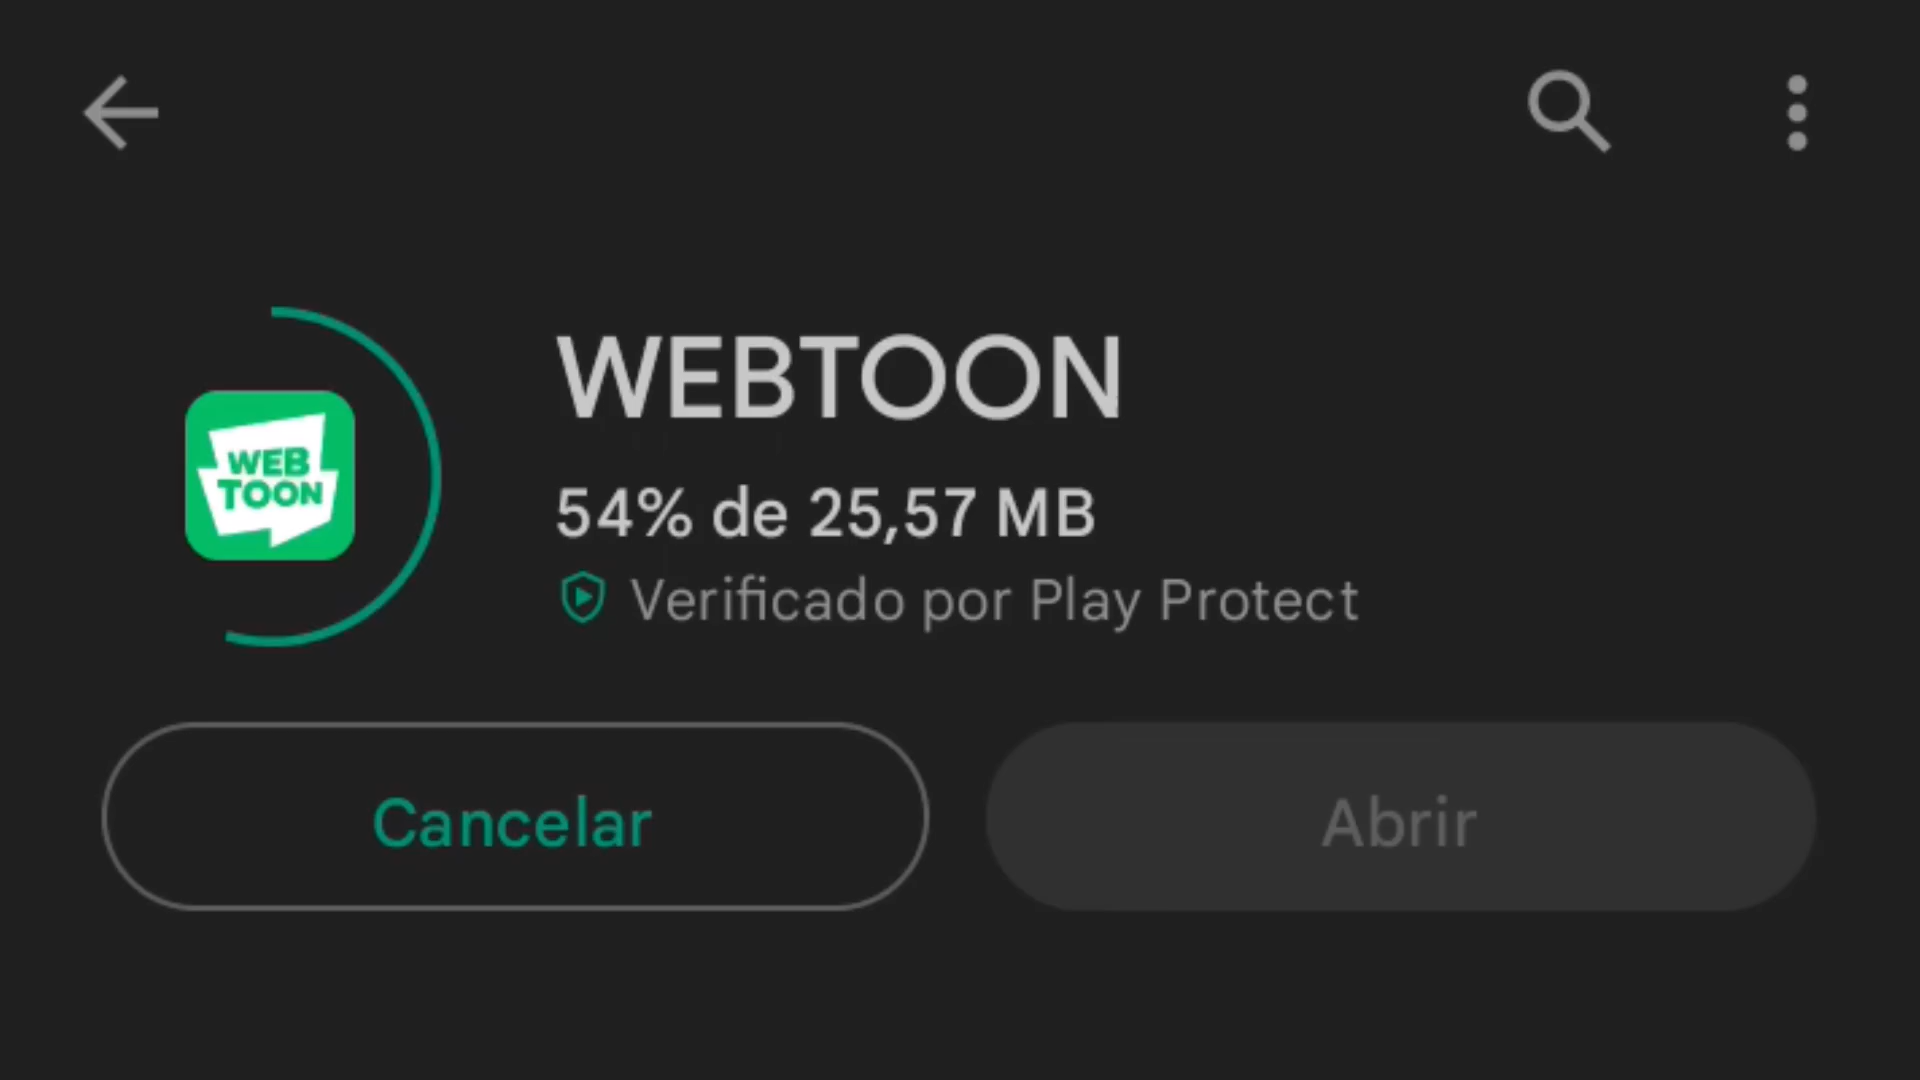 WEBTOON
WEB
TOON
54% de 25,57 MB
Verificado por Play Protect
Cancelar
Abrir